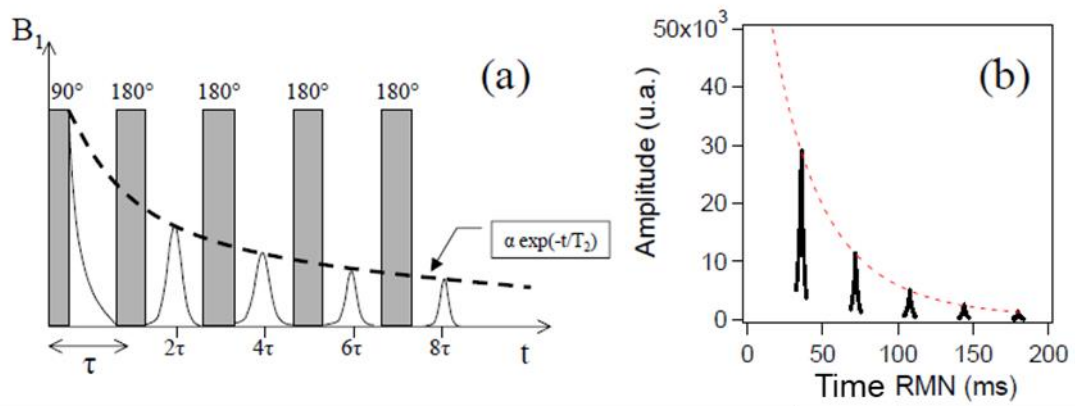 B₁
90° 180° 180° 180° 180°
(a)
α exp(-t/T₂)
2τ 4τ 6τ 8τ t
τ
50x10³
40
30
20
10
0
Amplitude (u.a.)
(b)
0 50 100 150 200
Time RMN (ms)